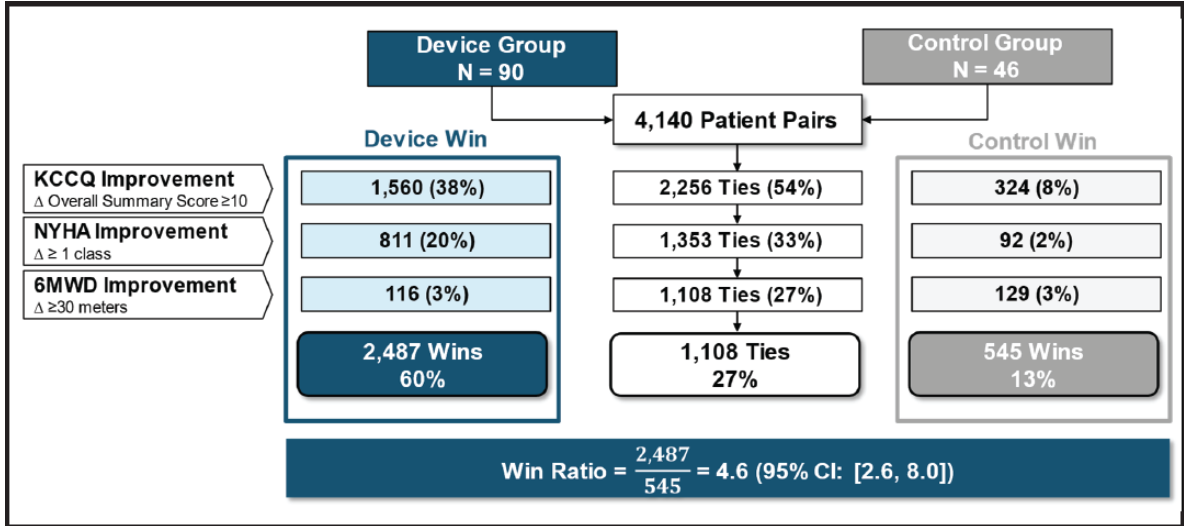 Device Group
N = 90
Control Group
N = 46
4,140 Patient Pairs
Device Win
Control Win
KCCQ Improvement
Δ Overall Summary Score ≥10
1,560 (38%)
2,256 Ties (54%)
324 (8%)
NYHA Improvement
Δ ≥ 1 class
811 (20%)
1,353 Ties (33%)
92 (2%)
6MWD Improvement
Δ ≥30 meters
116 (3%)
1,108 Ties (27%)
129 (3%)
2,487 Wins
60%
1,108 Ties
27%
545 Wins
13%
Win Ratio = 2,487/545 = 4.6 (95% CI: [2.6, 8.0])